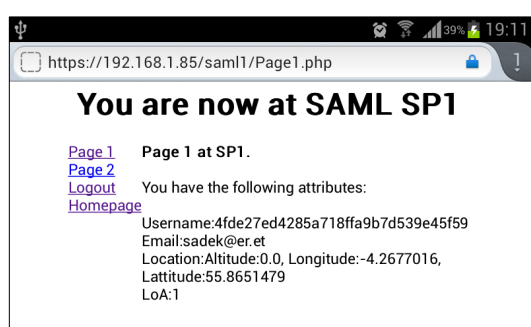 39% 19:11
https://192.168.1.85/saml1/Page1.php 1
You are now at SAML SP1
Page 1
Page 2
Logout
Homepage
Page 1 at SP1.
You have the following attributes:
Username:4fde27ed4285a718ffa9b7d539e45f59
Email:sadek@er.et
Location:Altitude:0.0, Longitude:-4.2677016,
Lattitude:55.8651479
LoA:1